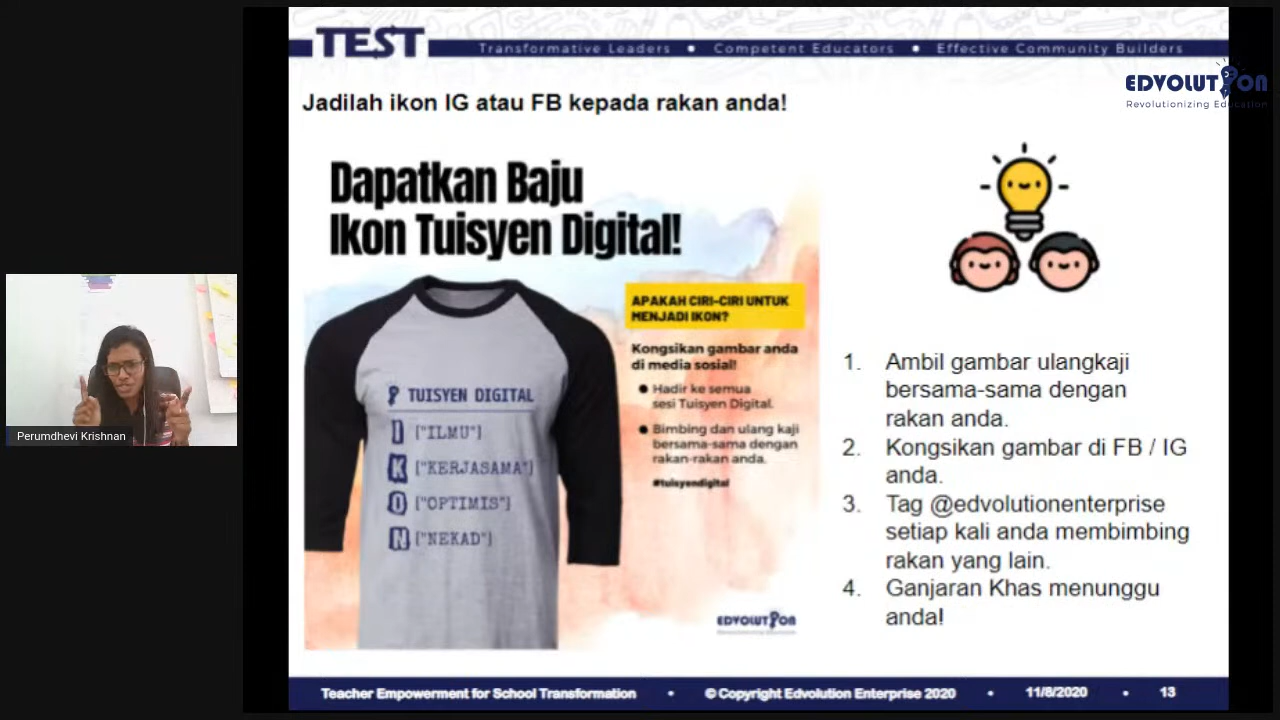 TEST
Transformative Leaders • Competent Educators • Effective Community Builders
EDVOLUTION
Revolutionizing Education
Jadilah ikon IG atau FB kepada rakan anda!
Dapatkan Baju
Ikon Tuisyen Digital!
APAKAH CIRI-CIRI UNTUK
MENJADI IKON?
Kongsikan gambar anda
di media sosial!
● Hadir ke semua
sesi Tuisyen Digital.
● Bimbing dan ulang kaji
bersama-sama dengan
rakan-rakan anda.
#tuisyendigital
TUISYEN DIGITAL
I ["ILMU"]
K ["KERJASAMA"]
O ["OPTIMIS"]
N ["NEKAD"]
EDVOLUTION
1. Ambil gambar ulangkaji
bersama-sama dengan
rakan anda.
2. Kongsikan gambar di FB / IG
anda.
3. Tag @edvolutionenterprise
setiap kali anda membimbing
rakan yang lain.
4. Ganjaran Khas menunggu
anda!
Perumdhevi Krishnan
Teacher Empowerment for School Transformation • © Copyright Edvolution Enterprise 2020 • 11/8/2020 • 13